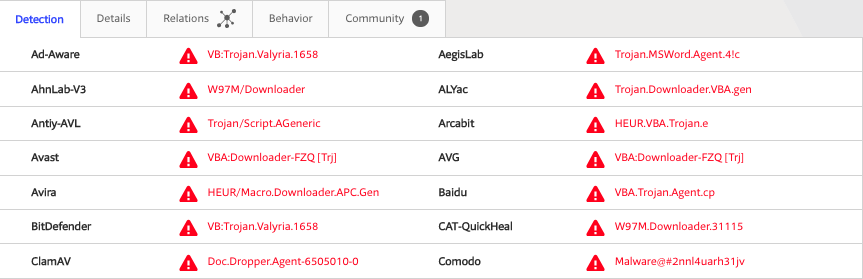 Detection Details Relations Behavior Community 1
Ad-Aware VB:Trojan.Valyria.1658 AegisLab Trojan.MSWord.Agent.4!c
AhnLab-V3 W97M/Downloader ALYac Trojan.Downloader.VBA.gen
Antiy-AVL Trojan/Script.AGeneric Arcabit HEUR.VBA.Trojan.e
Avast VBA:Downloader-FZQ [Trj] AVG VBA:Downloader-FZQ [Trj]
Avira HEUR/Macro.Downloader.APC.Gen Baidu VBA.Trojan.Agent.cp
BitDefender VB:Trojan.Valyria.1658 CAT-QuickHeal W97M.Downloader.31115
ClamAV Doc.Dropper.Agent-6505010-0 Comodo Malware@#2nnl4uarh31jv